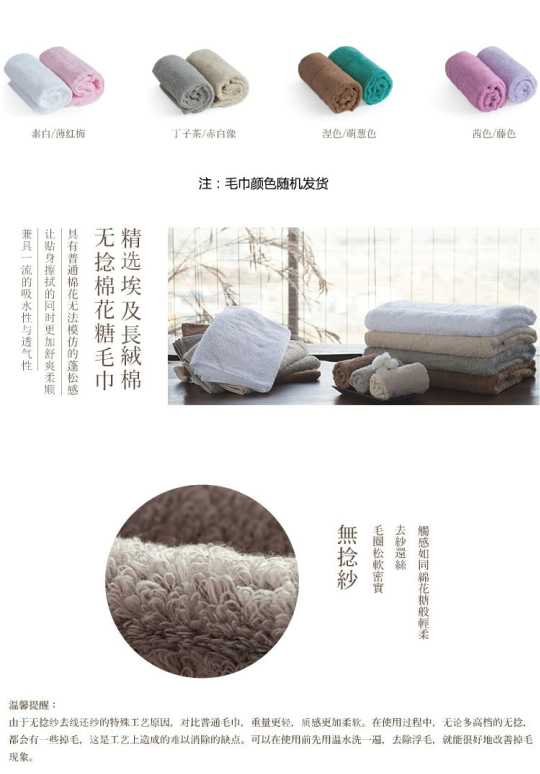 素白/薄红梅
丁子茶/赤白橡
涅色/萌葱色
茜色/藤色
注：毛巾颜色随机发货
精选埃及長絨棉
无捻棉花糖毛巾
具有普通棉花无法模仿的蓬松感
让贴身擦拭的同时更加舒爽柔顺
兼具一流的吸水性与透气性
觸感如同綿花糖般輕柔
去紗還絲
毛圈松軟密實
無捻紗
温馨提醒：
由于无捻纱去线还纱的特殊工艺原因，对比普通毛巾，重量更轻，质感更加柔软。在使用过程中，无论多高档的无捻，
都会有一些掉毛，这是工艺上造成的难以消除的缺点。可以在使用前先用温水洗一遍，去除浮毛，就能很好地改善掉毛
现象。